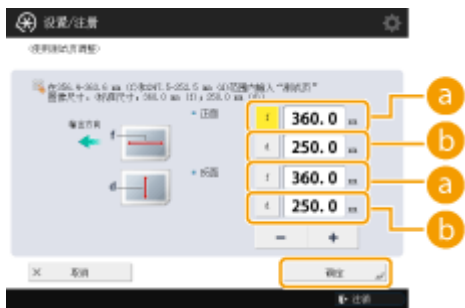 设置/注册
<使用测试页调整>
在356.4-363.6 mm (f)和247.5-252.5 mm (d)范围内输入“测试页”
图像尺寸。(标准尺寸: 360.0 mm (f), 250.0 mm (d))
输出方向
f
d
正面
f 360.0 mm
d 250.0 mm
反面
f 360.0 mm
d 250.0 mm
a
b
a
b
− +
× 取消
确定
注销